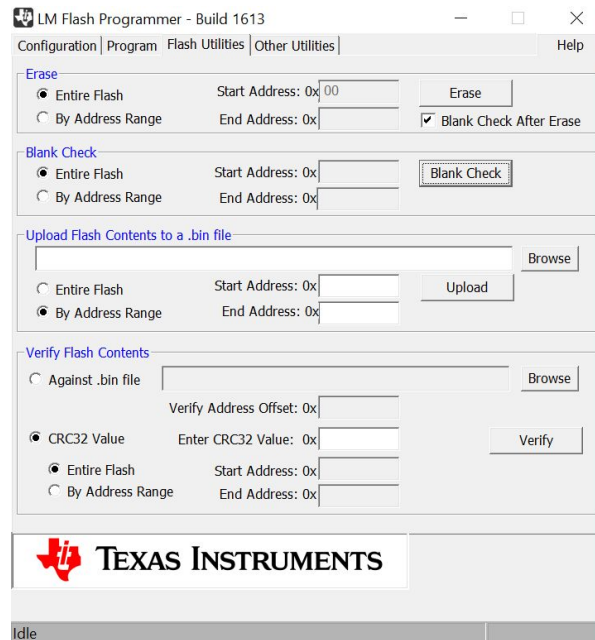 LM Flash Programmer - Build 1613
Configuration Program Flash Utilities Other Utilities Help
Erase
Entire Flash Start Address: 0x 00 Erase
By Address Range End Address: 0x Blank Check After Erase
Blank Check
Entire Flash Start Address: 0x Blank Check
By Address Range End Address: 0x
Upload Flash Contents to a .bin file
Browse
Entire Flash Start Address: 0x Upload
By Address Range End Address: 0x
Verify Flash Contents
Against .bin file Browse
Verify Address Offset: 0x
CRC32 Value Enter CRC32 Value: 0x Verify
Entire Flash Start Address: 0x
By Address Range End Address: 0x
TEXAS INSTRUMENTS
Idle